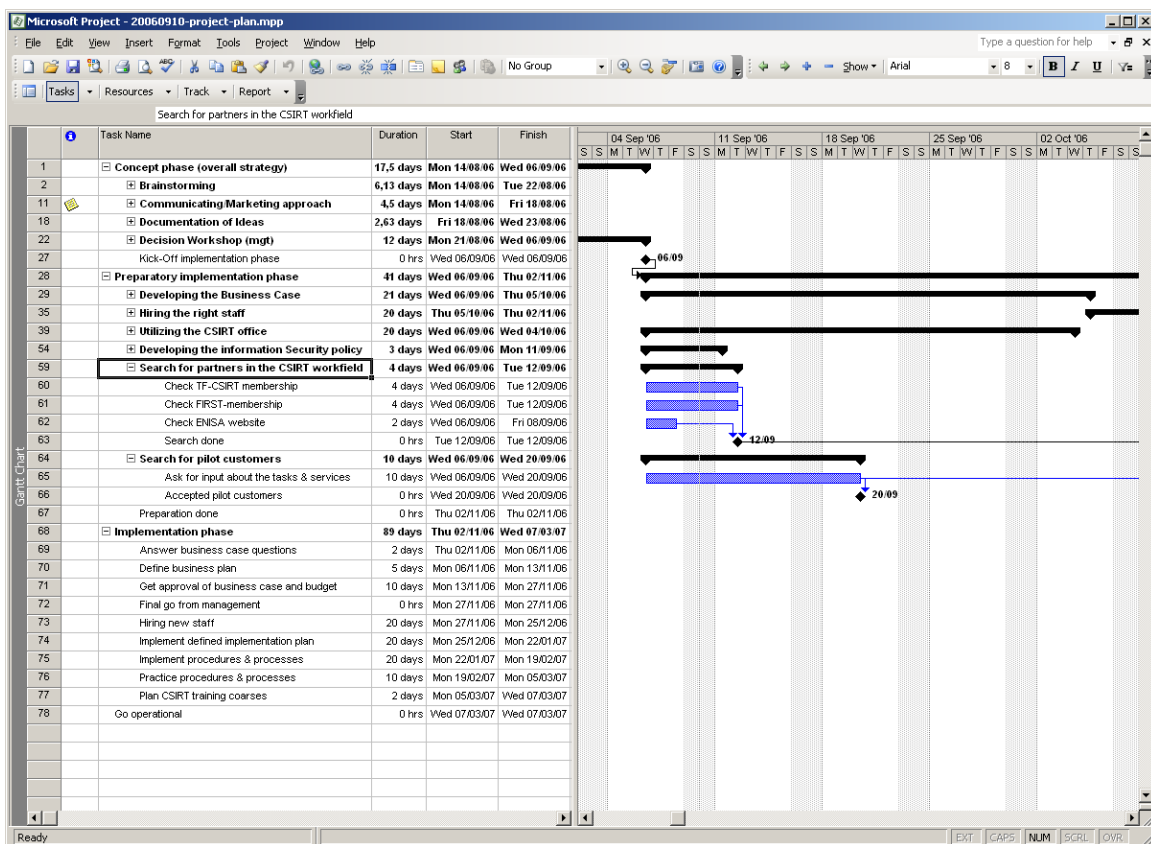 Microsoft Project - 20060910-project-plan.mpp
File Edit View Insert Format Tools Project Window Help Type a question for help
No Group Show Arial 8 B I U
Tasks Resources Track Report
Search for partners in the CSIRT workfield
Task Name Duration Start Finish 04 Sep '06 11 Sep '06 18 Sep '06 25 Sep '06 02 Oct '06
S S M T W T F S S M T W T F S S M T W T F S S M T W T F S S M T W T F S S
1 Concept phase (overall strategy) 17,5 days Mon 14/08/06 Wed 06/09/06
2 Brainstorming 6,13 days Mon 14/08/06 Tue 22/08/06
11 Communicating/Marketing approach 4,5 days Mon 14/08/06 Fri 18/08/06
18 Documentation of Ideas 2,63 days Fri 18/08/06 Wed 23/08/06
22 Decision Workshop (mgt) 12 days Mon 21/08/06 Wed 06/09/06
27 Kick-Off implementation phase 0 hrs Wed 06/09/06 Wed 06/09/06 06/09
28 Preparatory implementation phase 41 days Wed 06/09/06 Thu 02/11/06
29 Developing the Business Case 21 days Wed 06/09/06 Thu 05/10/06
35 Hiring the right staff 20 days Thu 05/10/06 Thu 02/11/06
39 Utilizing the CSIRT office 20 days Wed 06/09/06 Wed 04/10/06
54 Developing the information Security policy 3 days Wed 06/09/06 Mon 11/09/06
59 Search for partners in the CSIRT workfield 4 days Wed 06/09/06 Tue 12/09/06
60 Check TF-CSIRT membership 4 days Wed 06/09/06 Tue 12/09/06
61 Check FIRST-membership 4 days Wed 06/09/06 Tue 12/09/06
62 Check ENISA website 2 days Wed 06/09/06 Fri 08/09/06
63 Search done 0 hrs Tue 12/09/06 Tue 12/09/06 12/09
64 Search for pilot customers 10 days Wed 06/09/06 Wed 20/09/06
65 Ask for input about the tasks & services 10 days Wed 06/09/06 Wed 20/09/06
66 Accepted pilot customers 0 hrs Wed 20/09/06 Wed 20/09/06 20/09
67 Preparation done 0 hrs Thu 02/11/06 Thu 02/11/06
68 Implementation phase 89 days Thu 02/11/06 Wed 07/03/07
69 Answer business case questions 2 days Thu 02/11/06 Mon 06/11/06
70 Define business plan 5 days Mon 06/11/06 Mon 13/11/06
71 Get approval of business case and budget 10 days Mon 13/11/06 Mon 27/11/06
72 Final go from management 0 hrs Mon 27/11/06 Mon 27/11/06
73 Hiring new staff 20 days Mon 27/11/06 Mon 25/12/06
74 Implement defined implementation plan 20 days Mon 25/12/06 Mon 22/01/07
75 Implement procedures & processes 20 days Mon 22/01/07 Mon 19/02/07
76 Practice procedures & processes 10 days Mon 19/02/07 Mon 05/03/07
77 Plan CSIRT training coarses 2 days Mon 05/03/07 Wed 07/03/07
78 Go operational 0 hrs Wed 07/03/07 Wed 07/03/07
Gantt Chart
Ready EXT CAPS NUM SCRL OVR